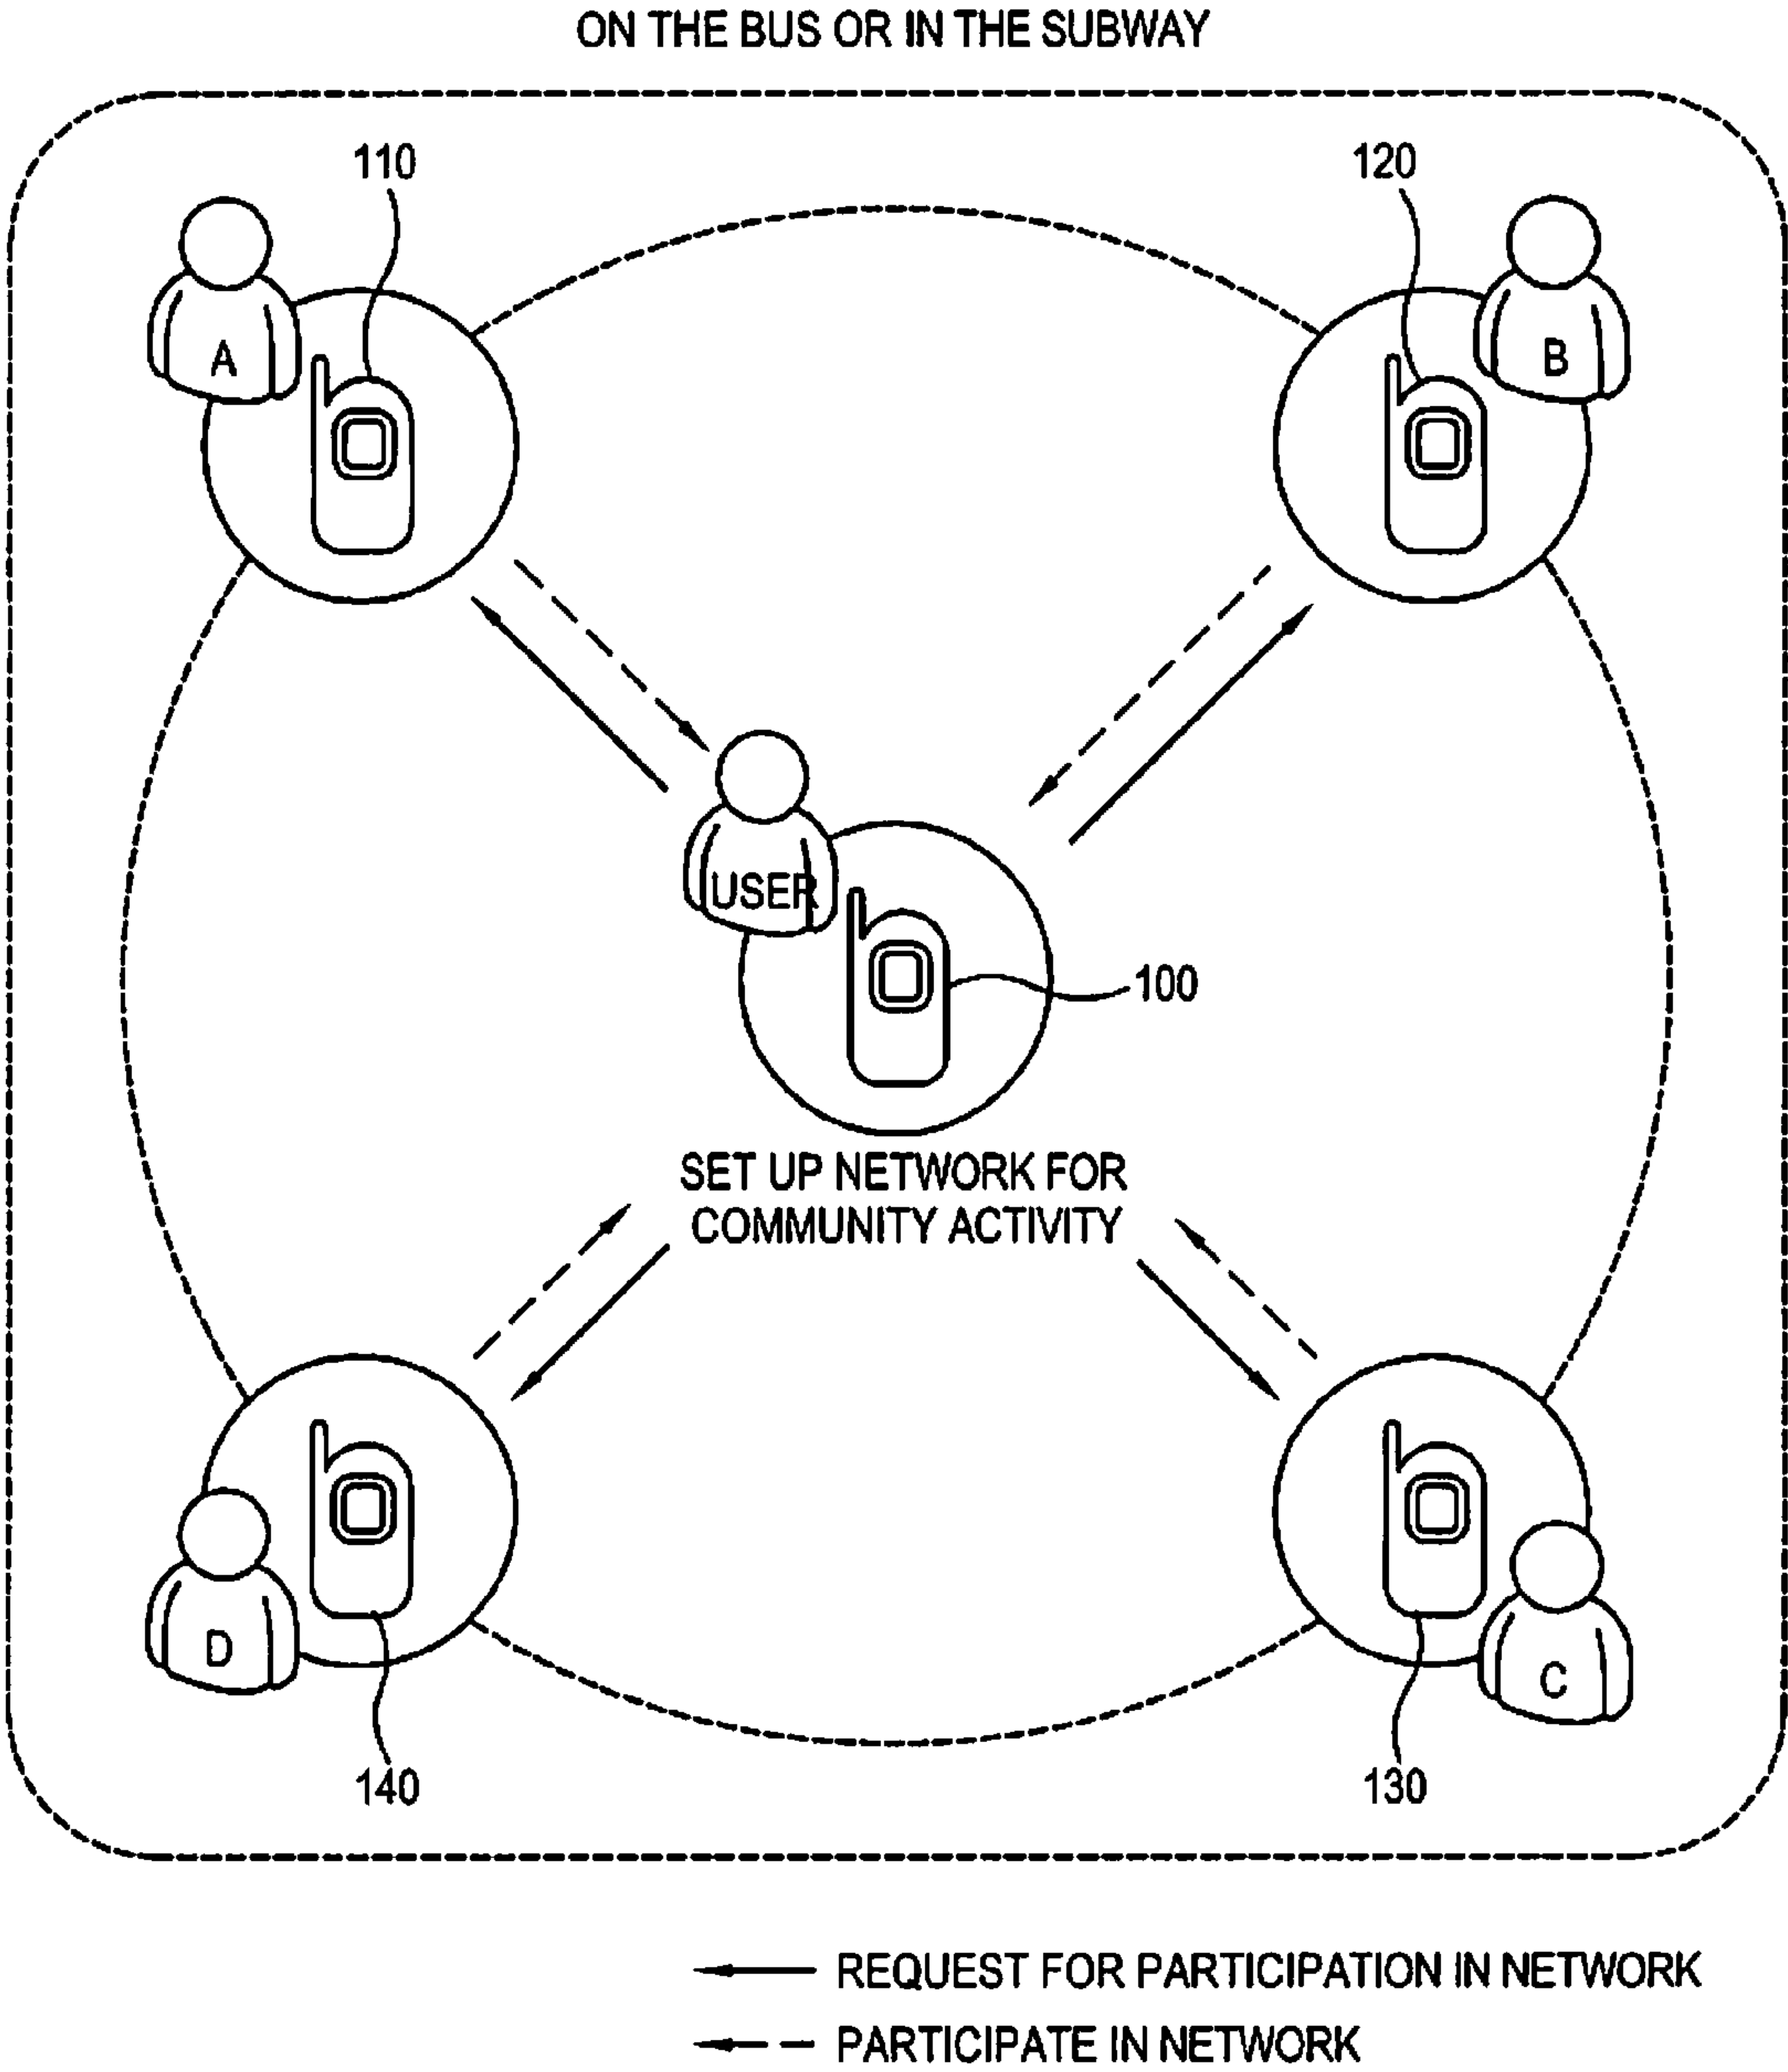 ON THE BUS OR IN THE SUBWAY
110
120
A
B
USER
100
SET UP NETWORK FOR
COMMUNITY ACTIVITY
D
C
140
130
REQUEST FOR PARTICIPATION IN NETWORK
PARTICIPATE IN NETWORK